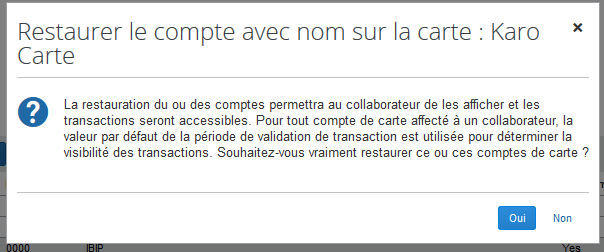 Restaurer le compte avec nom sur la carte : Karo
Carte
La restauration du ou des comptes permettra au collaborateur de les afficher et les
transactions seront accessibles. Pour tout compte de carte affecté à un collaborateur, la
valeur par défaut de la période de validation de transaction est utilisée pour déterminer la
visibilité des transactions. Souhaitez-vous vraiment restaurer ce ou ces comptes de carte ?
Oui Non
0000 IBIP Yes